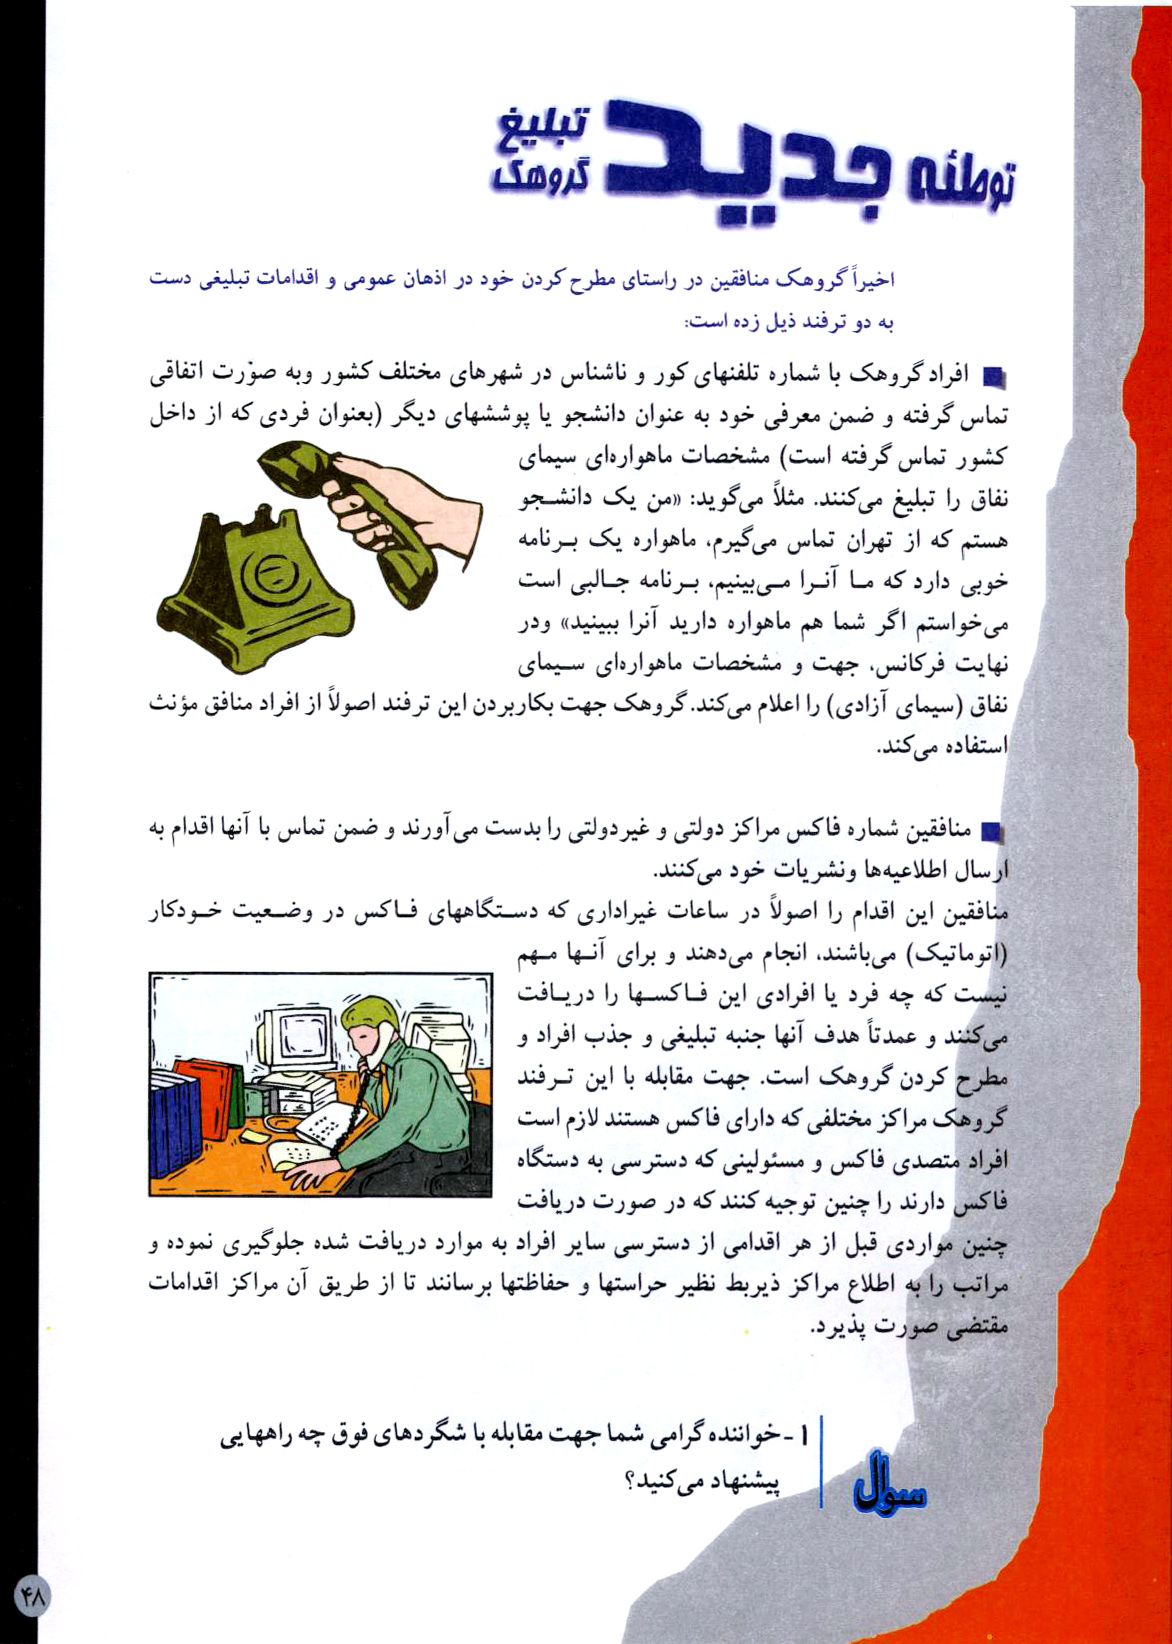 توطئه جدید تبلیغ
گروهک
اخیراً گروهک منافقین در راستای مطرح کردن خود در اذهان عمومی و اقدامات تبلیغی دست
به دو ترفند ذیل زده است:
افراد گروهک با شماره تلفنهای کور و ناشناس در شهرهای مختلف کشور وبه صورت اتفاقی
تماس گرفته و ضمن معرفی خود به عنوان دانشجو یا پوششهای دیگر (بعنوان فردی که از داخل
کشور تماس گرفته است) مشخصات ماهواره‌ای سیمای
نفاق را تبلیغ می‌کنند. مثلاً می‌گوید: «من یک دانشجو
هستم که از تهران تماس می‌گیرم، ماهواره یک برنامه
خوبی دارد که ما آنرا می‌بینیم، برنامه جالبی است
می‌خواستم اگر شما هم ماهواره دارید آنرا ببینید» ودر
نهایت فرکانس، جهت و مشخصات ماهواره‌ای سیمای
نفاق (سیمای آزادی) را اعلام می‌کند. گروهک جهت بکاربردن این ترفند اصولاً از افراد منافق مؤنث
استفاده می‌کند.
منافقین شماره فاکس مراکز دولتی و غیردولتی را بدست می‌آورند و ضمن تماس با آنها اقدام به
ارسال اطلاعیه‌ها ونشریات خود می‌کنند.
منافقین این اقدام را اصولاً در ساعات غیراداری که دستگاههای فاکس در وضعیت خودکار
(اتوماتیک) می‌باشند، انجام می‌دهند و برای آنها مهم
نیست که چه فرد یا افرادی این فاکسها را دریافت
می‌کنند و عمدتاً هدف آنها جنبه تبلیغی و جذب افراد و
مطرح کردن گروهک است. جهت مقابله با این ترفند
گروهک مراکز مختلفی که دارای فاکس هستند لازم است
افراد متصدی فاکس و مسئولینی که دسترسی به دستگاه
فاکس دارند را چنین توجیه کنند که در صورت دریافت
چنین مواردی قبل از هر اقدامی از دسترسی سایر افراد به موارد دریافت شده جلوگیری نموده و
مراتب را به اطلاع مراکز ذیربط نظیر حراستها و حفاظتها برسانند تا از طریق آن مراکز اقدامات
مقتضی صورت پذیرد.
سوال
۱- خواننده گرامی شما جهت مقابله با شگردهای فوق چه راههایی
پیشنهاد می‌کنید؟
۴۸